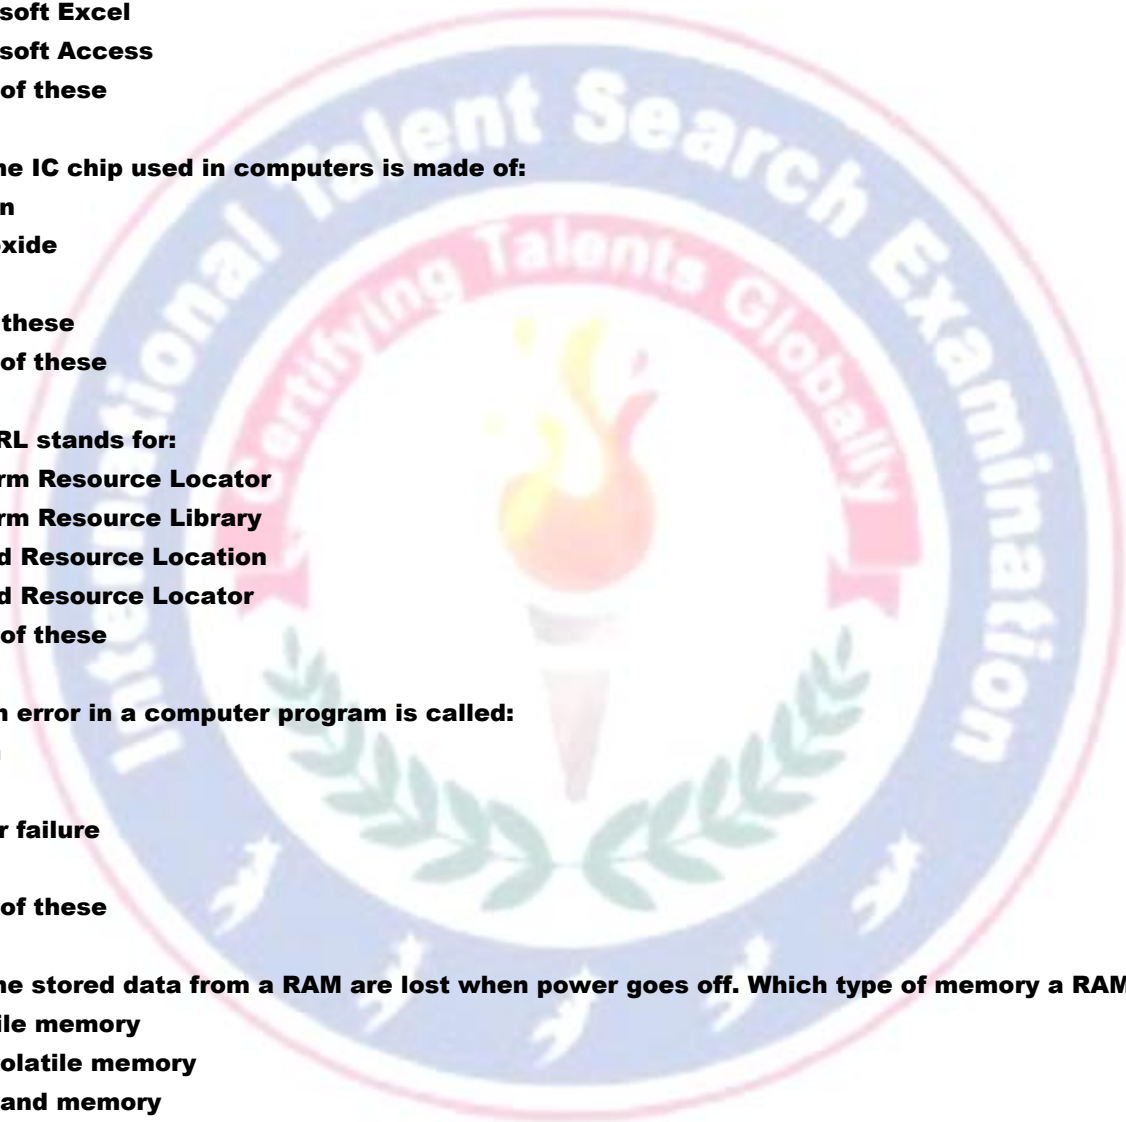 soft Excel
soft Access
of these
ne IC chip used in computers is made of:
n
oxide
these
of these
RL stands for:
rm Resource Locator
rm Resource Library
d Resource Location
d Resource Locator
of these
n error in a computer program is called:
r failure
of these
ne stored data from a RAM are lost when power goes off. Which type of memory a RAM
ile memory
olatile memory
and memory
International Talent Search Examination
Certifying Talents Globally